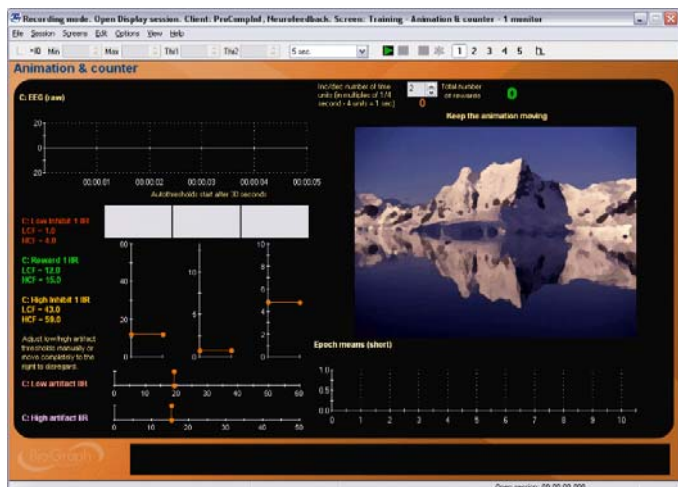 Recording mode. Open Display session. Client: ProCompInf, Neurofeedback. Screen: Training - Animation & counter - 1 monitor
File Session Screens Edit Options View Help
Min Max Thr1 Thr2 5 sec. 1 2 3 4 5
Animation & counter
C: EEG (raw)
20
0
-20
00:00:01 00:00:02 00:00:03 00:00:04 00:00:05
Autothresholds start after 30 seconds
Inc/dec number of time
units (in multiples of 1/4
second - 4 units = 1 sec)
2
0
Total number
of rewards
0
Keep the animation moving
C: Low Inhibit 1 IIR
LCF = 1.0
HCF = 4.0
C: Reward 1 IIR
LCF = 12.0
HCF = 15.0
C: High Inhibit 1 IIR
LCF = 43.0
HCF = 59.0
60
40
20
0
10
5
0
10
8
6
4
2
0
Adjust low/high artifact
thresholds manually or
move completely to the
right to disregard.
C: Low artifact IIR
0 10 20 30 40 50 60
C: High artifact IIR
0 10 20 30 40 50
Epoch means (short)
1.0
0.5
0.0
0 1 2 3 4 5 6 7 8 9 10
BioGraph